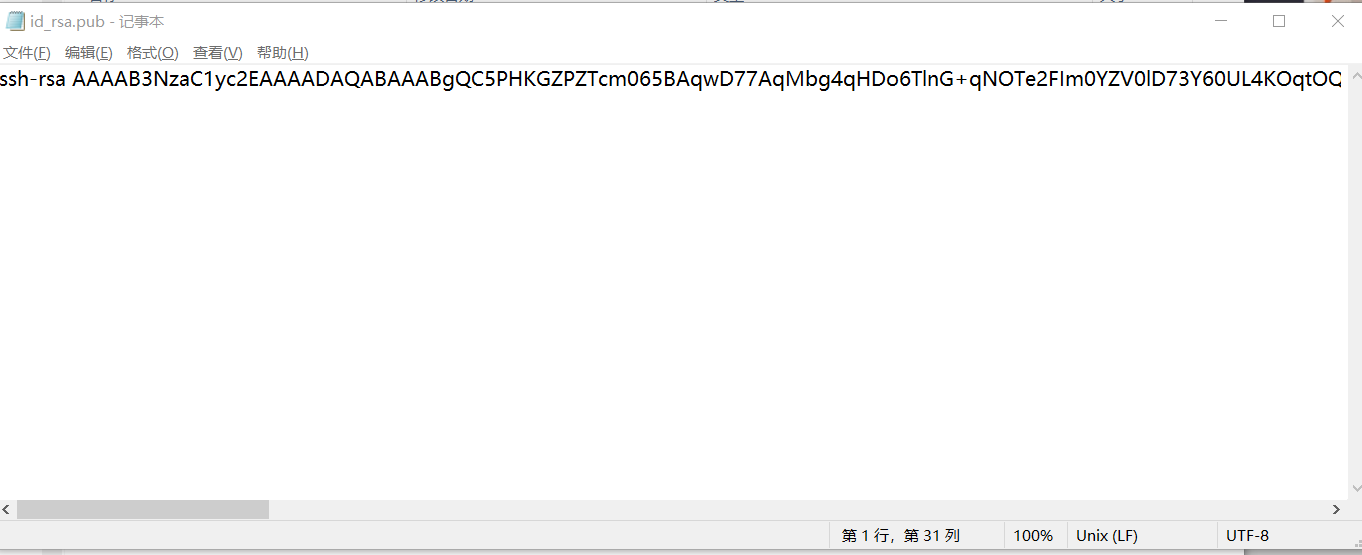 id_rsa.pub - 记事本
文件(F) 编辑(E) 格式(O) 查看(V) 帮助(H)
ssh-rsa AAAAB3NzaC1yc2EAAAADAQABAAABgQC5PHKGZPZTcm065BAqwD77AqMbg4qHDo6TlnG+qNOTe2FIm0YZV0lD73Y60UL4KOqtOQ
第 1 行，第 31 列 100% Unix (LF) UTF-8